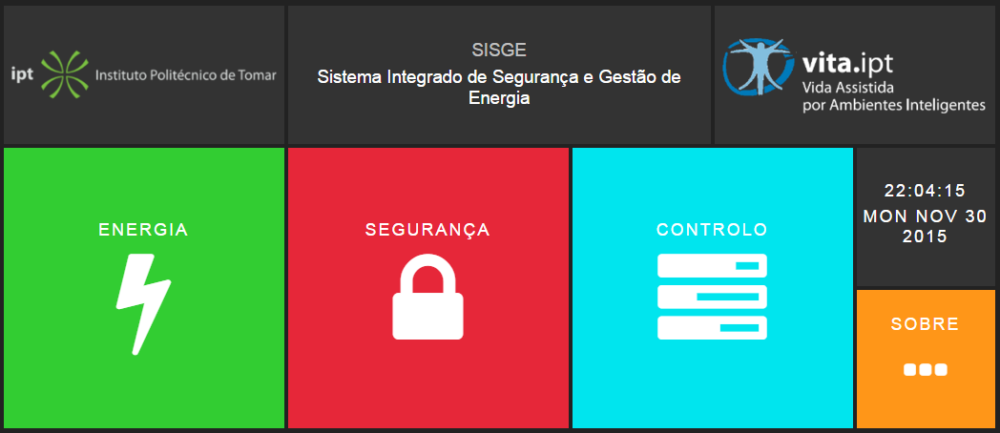 ipt Instituto Politécnico de Tomar
SISGE
Sistema Integrado de Segurança e Gestão de
Energia
vita.ipt
Vida Assistida
por Ambientes Inteligentes
ENERGIA
SEGURANÇA
CONTROLO
22:04:15
MON NOV 30
2015
SOBRE